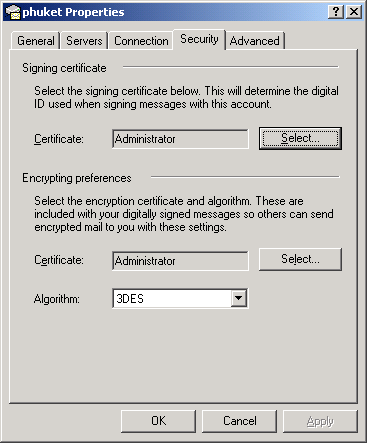 phuket Properties
General Servers Connection Security Advanced
Signing certificate
Select the signing certificate below. This will determine the digital
ID used when signing messages with this account.
Certificate: Administrator Select...
Encrypting preferences
Select the encryption certificate and algorithm. These are
included with your digitally signed messages so others can send
encrypted mail to you with these settings.
Certificate: Administrator Select...
Algorithm: 3DES
OK Cancel Apply